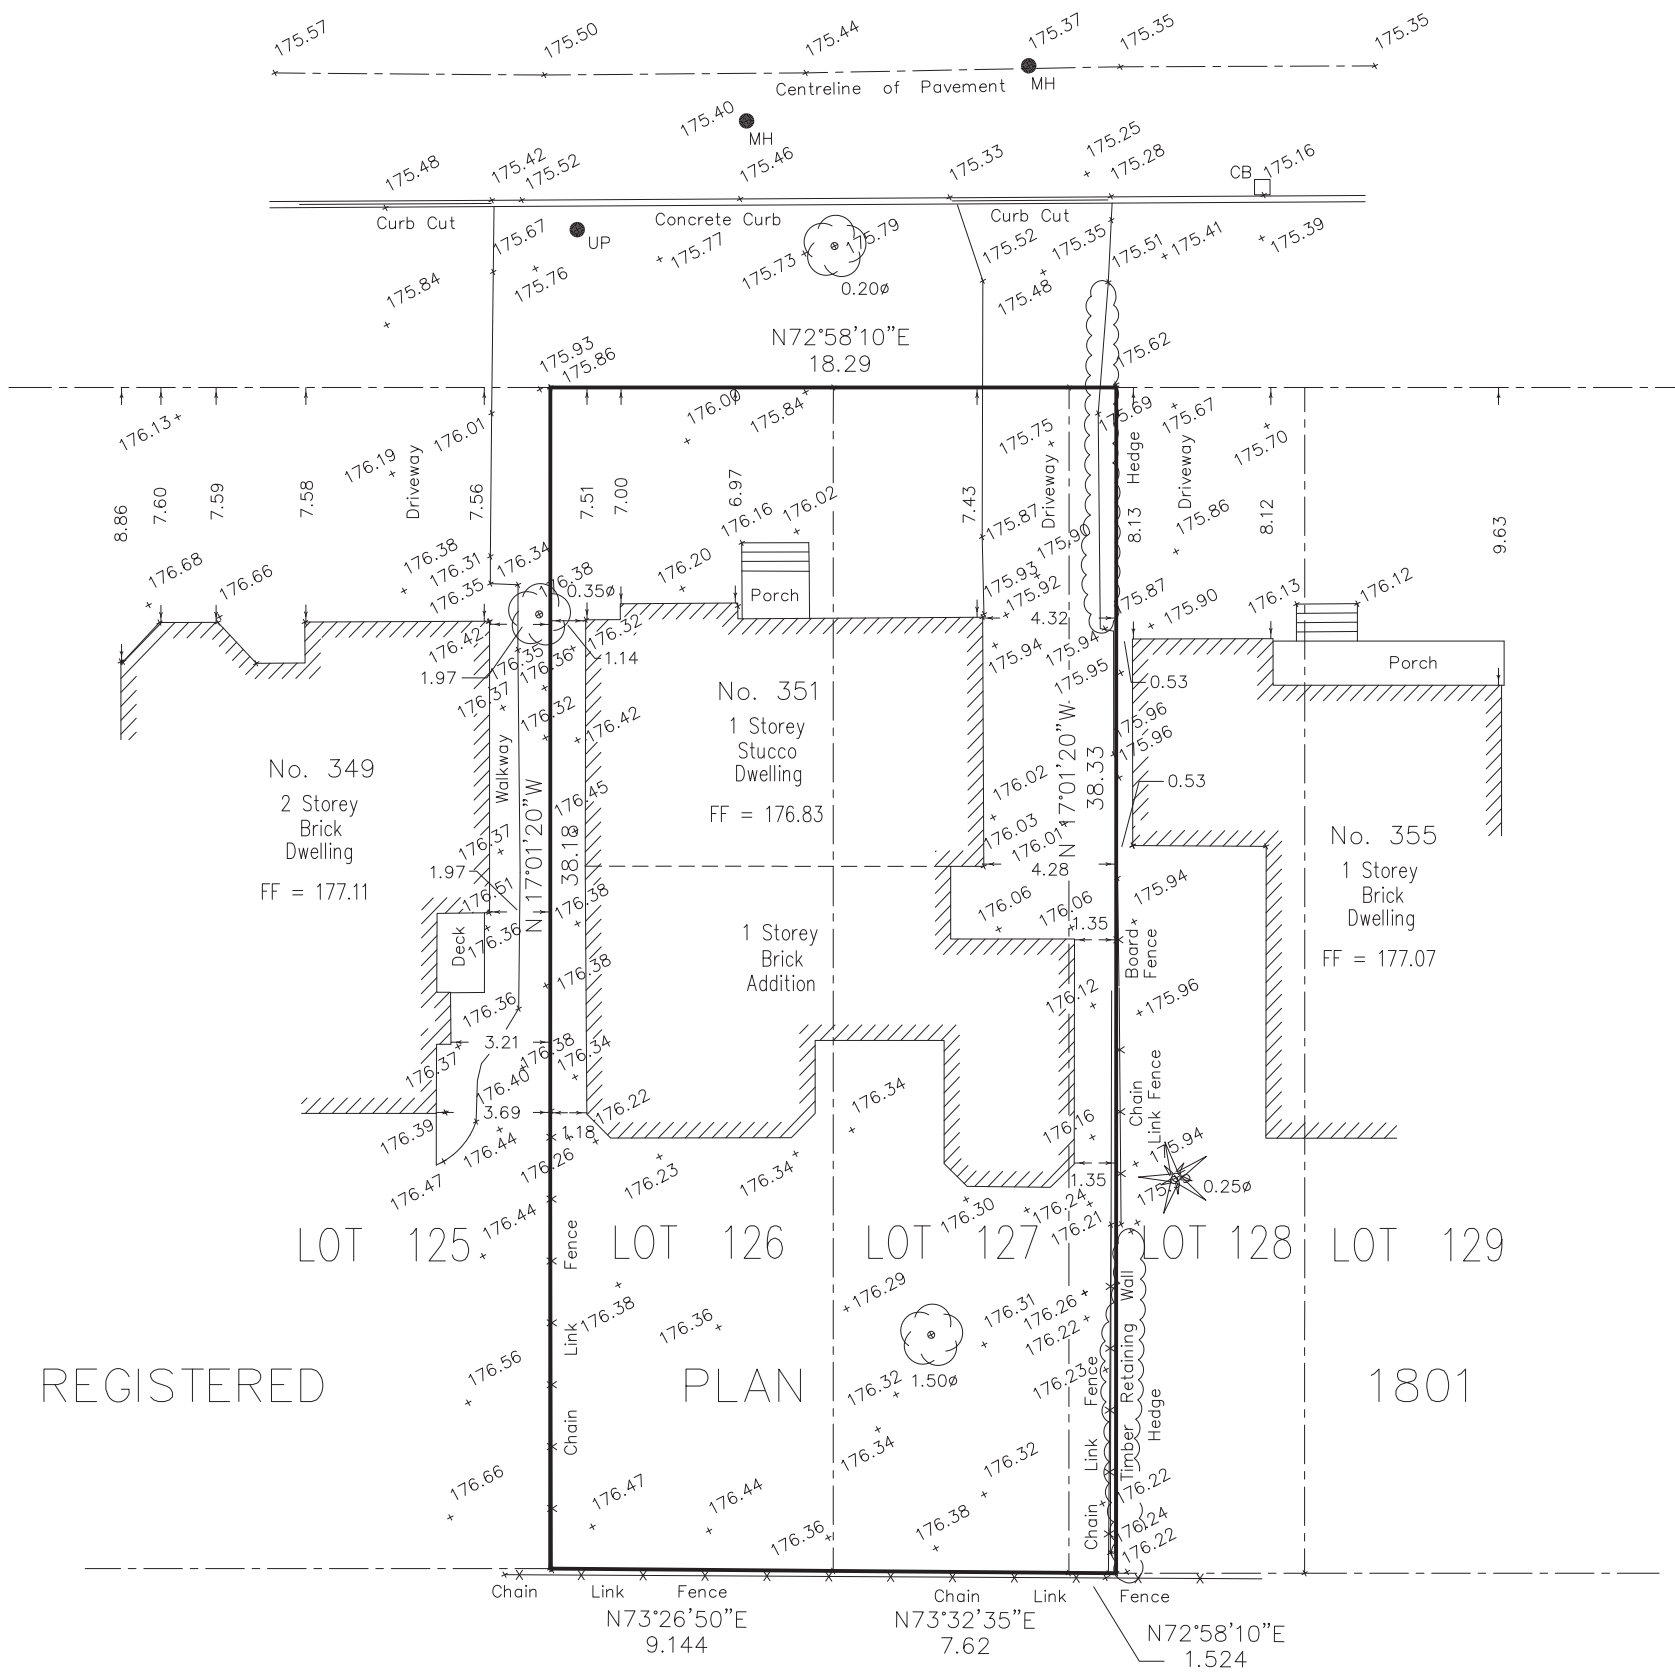 175.57
175.50
175.44
175.37
175.35
175.35
Centreline of Pavement
MH
175.40
MH
175.48
175.42
175.52
175.46
175.33
175.25
175.28
CB
175.16
Curb Cut
Concrete Curb
Curb Cut
175.67
UP
175.77
175.73
175.79
175.52
175.35
175.51
175.41
175.39
175.84
175.76
0.20ø
175.48
N72°58'10"E
18.29
175.93
175.86
175.62
176.13
176.01
176.00
175.84
175.75
175.69
175.67
175.70
176.19
8.86
7.60
7.59
7.58
Driveway
7.56
7.51
7.00
6.97
7.43
Driveway
8.13
Hedge
Driveway
8.12
9.63
176.16
176.02
175.87
175.90
175.86
176.68
176.66
176.38
176.31
176.35
176.34
176.38
0.35ø
176.20
Porch
175.93
175.92
4.32
175.87
175.90
176.13
176.12
176.42
176.35
176.36
176.32
1.14
175.94
175.94
175.95
Porch
1.97
176.37
176.32
176.42
0.53
No. 351
1 Storey
Stucco
Dwelling
FF = 176.83
175.96
175.96
0.53
No. 349
2 Storey
Brick
Dwelling
FF = 177.11
Walkway
N 17°01'20"W
38.18
N 17°01'20"W
38.33
176.45
176.37
176.02
176.03
176.01
4.28
No. 355
1 Storey
Brick
Dwelling
FF = 177.07
1.97
176.51
176.38
176.36
Deck
1 Storey
Brick
Addition
176.06
176.06
1.35
175.94
Board
Fence
176.36
176.38
176.12
175.96
3.21
176.37
176.38
176.34
176.40
3.69
176.22
1.18
176.34
Chain
Link Fence
176.39
176.44
176.26
176.47
176.23
176.34
176.16
175.94
1.35
0.25ø
176.30
176.24
176.21
176.44
LOT 125
LOT 126
LOT 127
LOT 128
LOT 129
Chain Link Fence
176.38
176.36
176.29
176.31
176.26
176.22
176.56
1.50ø
176.32
176.23
REGISTERED PLAN 1801
Chain Link Fence
Timber Retaining Wall
Hedge
176.34
176.66
176.47
176.44
176.32
176.22
176.36
176.38
176.24
176.22
Chain Link Fence
Chain Link Fence
N73°26'50"E
9.144
N73°32'35"E
7.62
N72°58'10"E
1.524